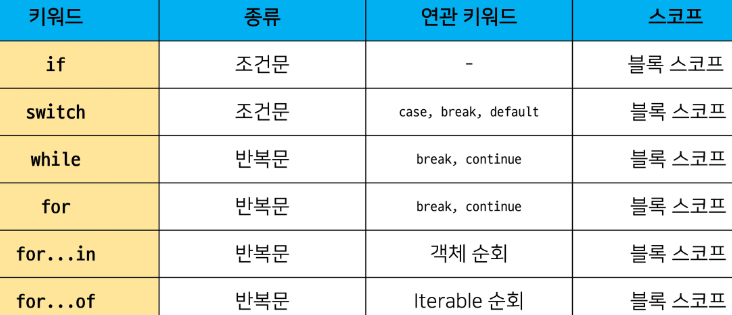 키워드 종류 연관 키워드 스코프
if 조건문 - 블록 스코프
switch 조건문 case, break, default 블록 스코프
while 반복문 break, continue 블록 스코프
for 반복문 break, continue 블록 스코프
for...in 반복문 객체 순회 블록 스코프
for...of 반복문 Iterable 순회 블록 스코프